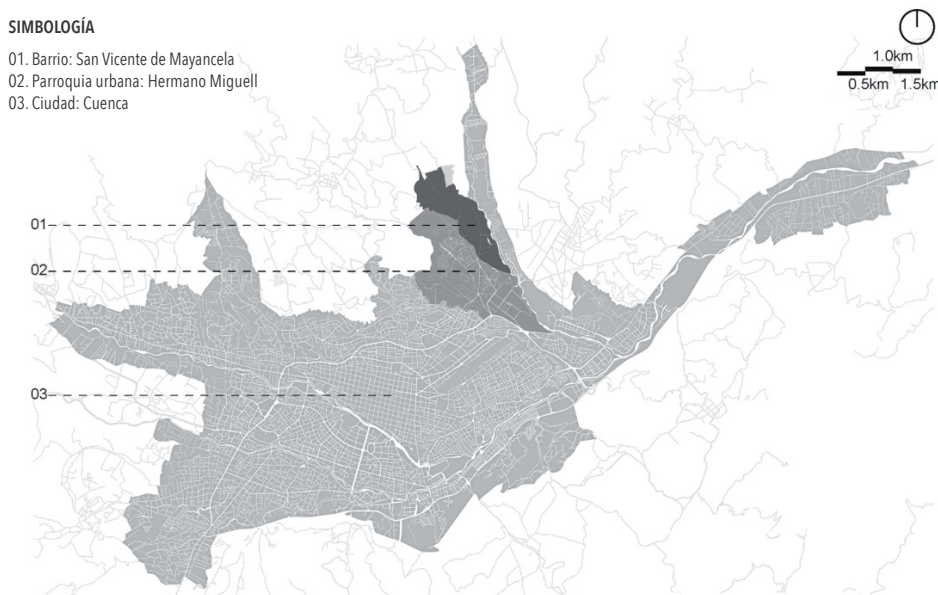 SIMBOLOGÍA
01. Barrio: San Vicente de Mayancela
02. Parroquia urbana: Hermano Miguell
03. Ciudad: Cuenca
1.0km
0.5km 1.5km
01
02
03